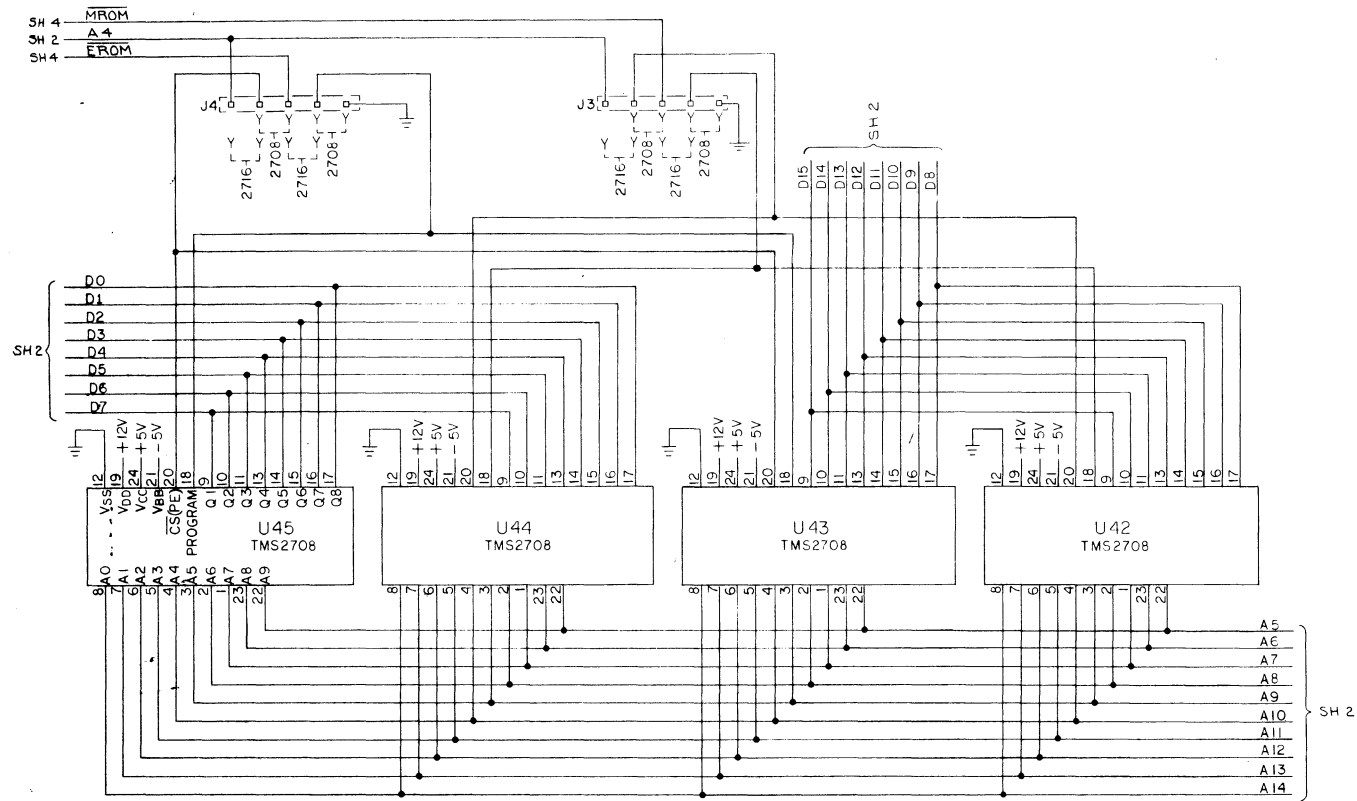 SH 4 MROM
SH 2 A4
SH4 EROM
J4
J3
2716
2708
2716
2708
2716
2708
2716
2708
SH 2
D15
D14
D13
D12
D11
D10
D9
D8
SH 2
D0
D1
D2
D3
D4
D5
D6
D7
+12V
+5V
-5V
+12V
+5V
-5V
+12V
+5V
-5V
+12V
+5V
-5V
12 19 24 21 20 18 9 10 11 13 14 15 16 17
VSS VDD VCC VBB CS(PE) PROGRAM Q1 Q2 Q3 Q4 Q5 Q6 Q7 Q8
U45
TMS2708
A0 A1 A2 A3 A4 A5 A6 A7 A8 A9
8 7 6 5 4 3 2 1 23 22
12 19 24 21 20 18 9 10 11 13 14 15 16 17
U44
TMS2708
8 7 6 5 4 3 2 1 23 22
12 19 24 21 20 18 9 10 11 13 14 15 16 17
U43
TMS2708
8 7 6 5 4 3 2 1 23 22
12 19 24 21 20 18 9 10 11 13 14 15 16 17
U42
TMS2708
8 7 6 5 4 3 2 1 23 22
A5
A6
A7
A8
A9
A10
A11
A12
A13
A14
SH 2